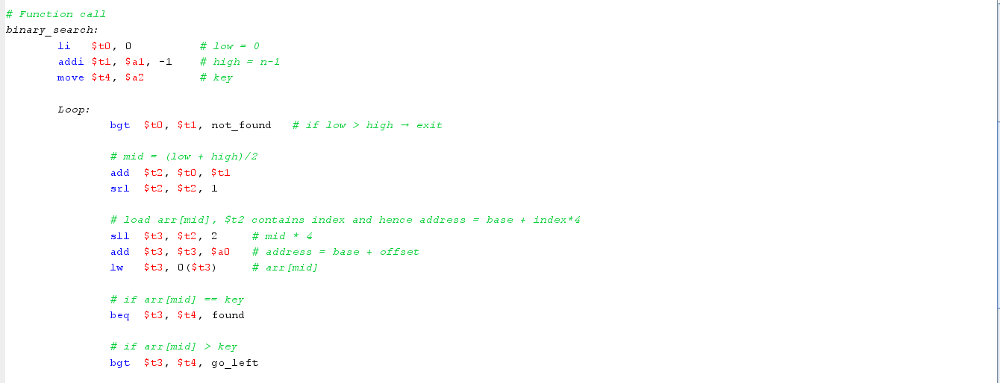 # Function call
binary_search:
li $t0, 0 # low = 0
addi $t1, $a1, -1 # high = n-1
move $t4, $a2 # key
Loop:
bgt $t0, $t1, not_found # if low > high → exit
# mid = (low + high)/2
add $t2, $t0, $t1
srl $t2, $t2, 1
# load arr[mid], $t2 contains index and hence address = base + index*4
sll $t3, $t2, 2 # mid * 4
add $t3, $t3, $a0 # address = base + offset
lw $t3, 0($t3) # arr[mid]
# if arr[mid] == key
beq $t3, $t4, found
# if arr[mid] > key
bgt $t3, $t4, go_left